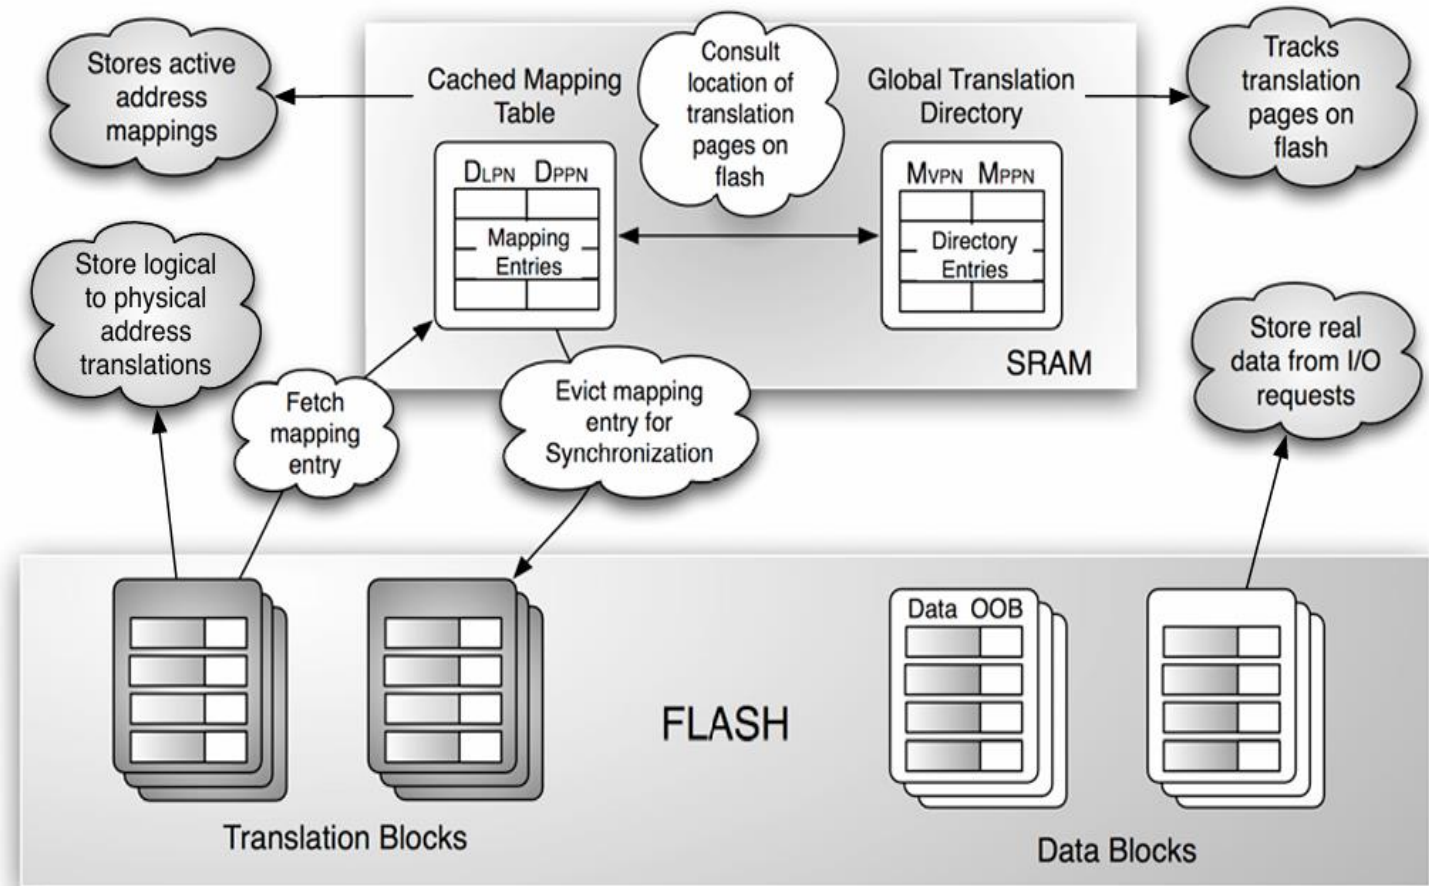 Stores active
address
mappings
Cached Mapping
Table
Consult
location of
translation
pages on
flash
Global Translation
Directory
Tracks
translation
pages on
flash
DLPN DPPN
Mapping
Entries
MVPN MPPN
Directory
Entries
SRAM
Store logical
to physical
address
translations
Fetch
mapping
entry
Evict mapping
entry for
Synchronization
Store real
data from I/O
requests
Data OOB
FLASH
Translation Blocks
Data Blocks